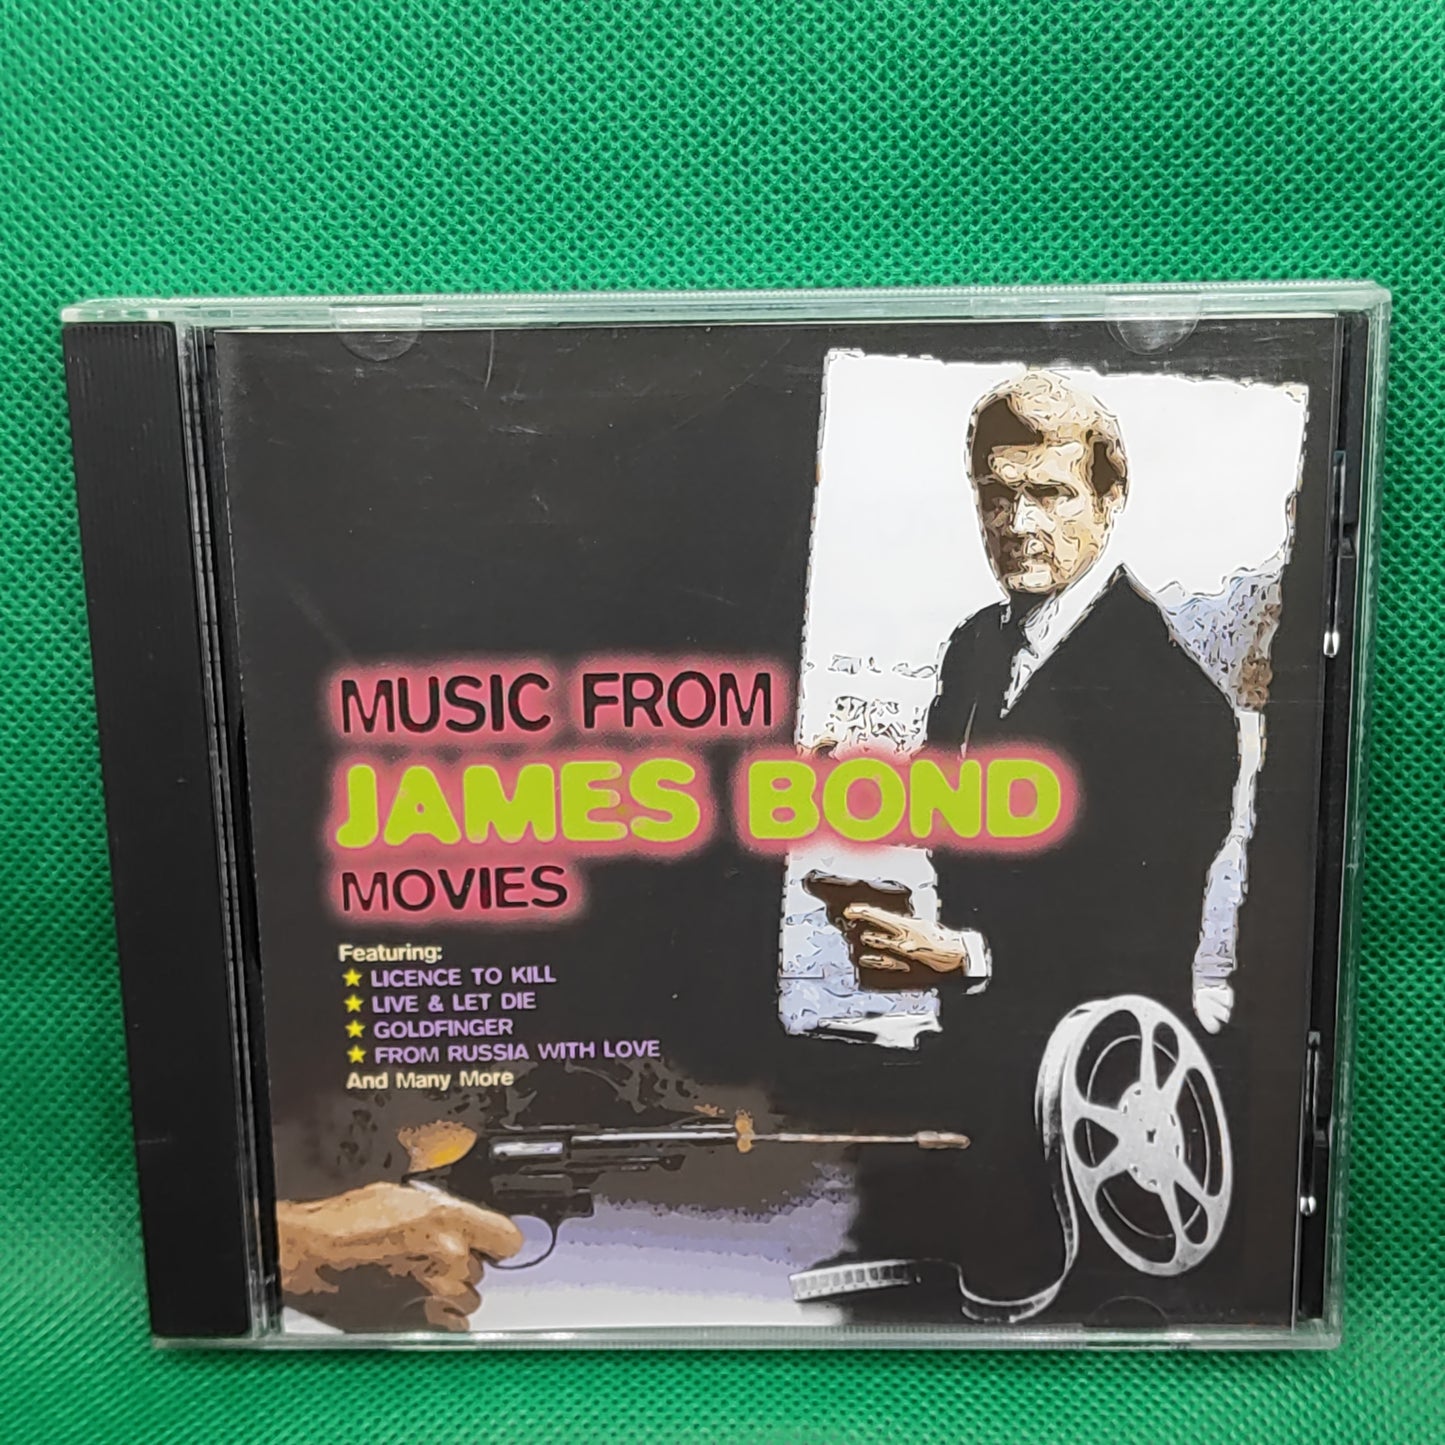 MUSIC FROM
JAMES BOND
MOVIES
Featuring:
★ LICENCE TO KILL
★ LIVE & LET DIE
★ GOLDFINGER
★ FROM RUSSIA WITH LOVE
And Many More